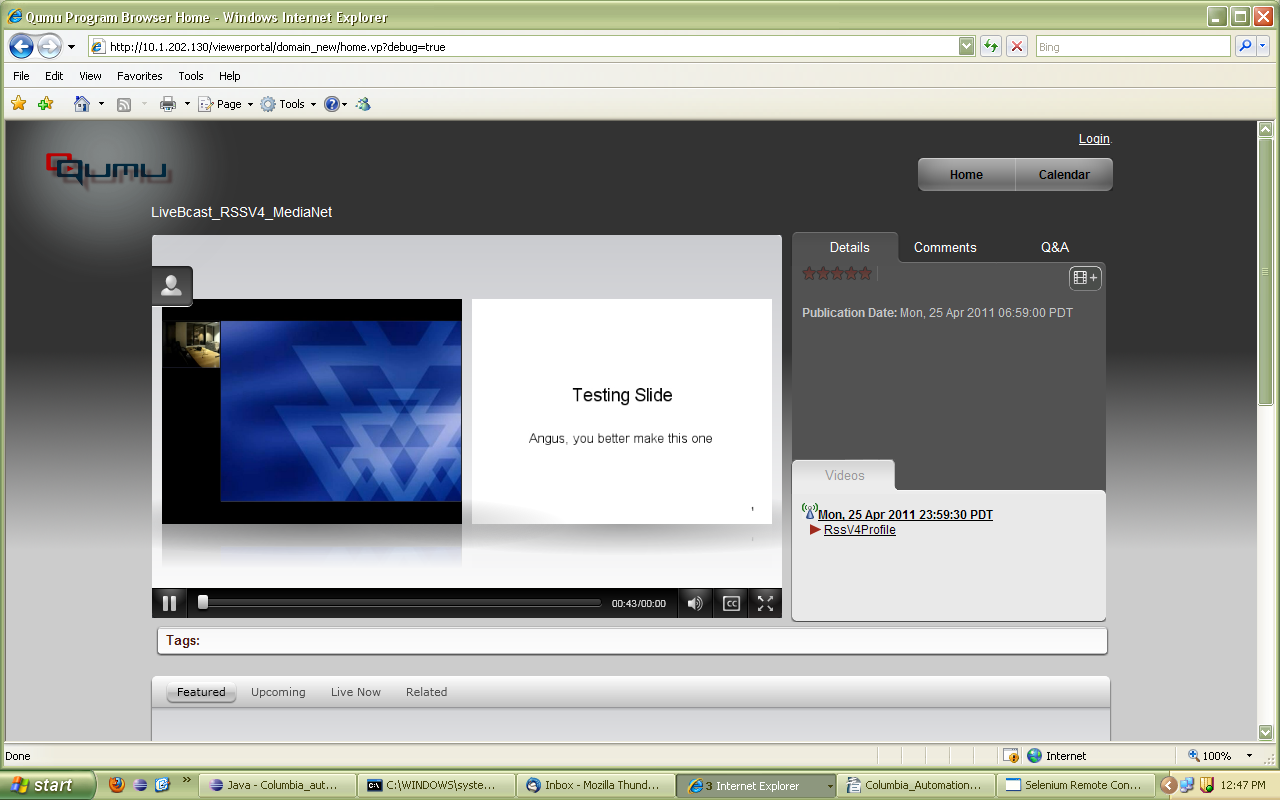 Qumu Program Browser Home - Windows Internet Explorer
http://10.1.202.130/viewerportal/domain_new/home.vp?debug=true
Bing
File Edit View Favorites Tools Help
Page Tools
Login
Qumu
Home Calendar
LiveBcast_RSSV4_MediaNet
Details Comments Q&A
Publication Date: Mon, 25 Apr 2011 06:59:00 PDT
Testing Slide
Angus, you better make this one
Videos
Mon, 25 Apr 2011 23:59:30 PDT
RssV4Profile
00:43/00:00
CC
Tags:
Featured Upcoming Live Now Related
Done Internet 100%
start Java - Columbia_aut... C:\WINDOWS\syste... Inbox - Mozilla Thund... 3 Internet Explorer Columbia_Automation... Selenium Remote Con... 12:47 PM